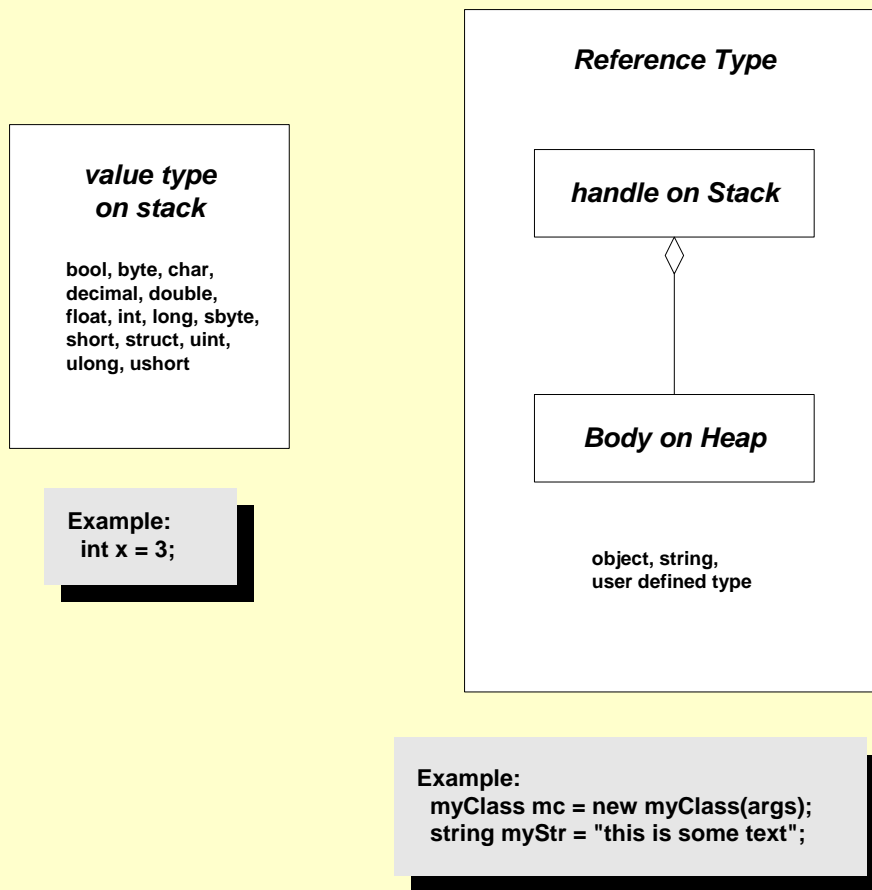 value type
on stack
bool, byte, char,
decimal, double,
float, int, long, sbyte,
short, struct, uint,
ulong, ushort
Example:
int x = 3;
Reference Type
handle on Stack
Body on Heap
object, string,
user defined type
Example:
myClass mc = new myClass(args);
string myStr = "this is some text";